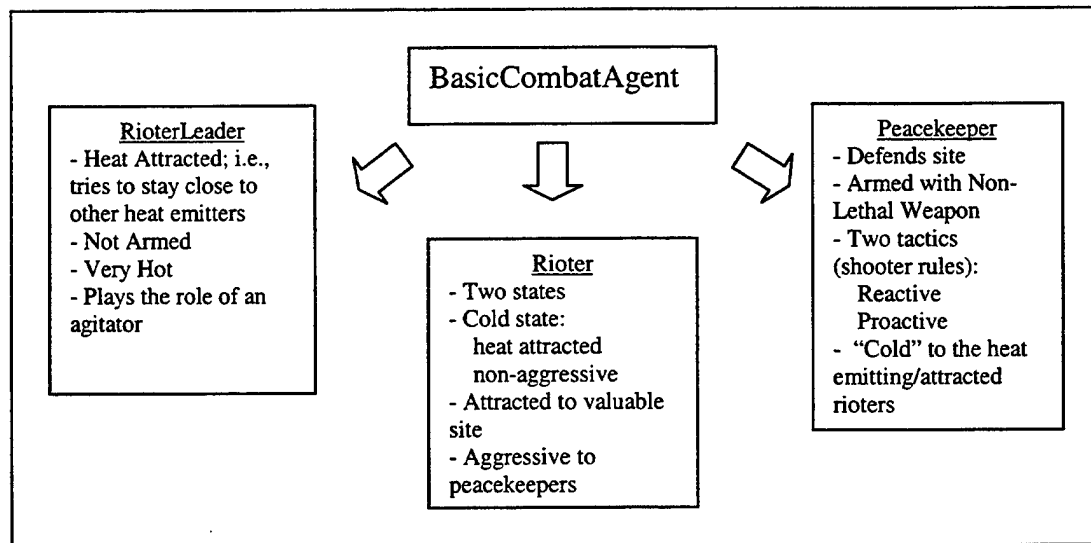 BasicCombatAgent
RioterLeader
- Heat Attracted; i.e.,
tries to stay close to
other heat emitters
- Not Armed
- Very Hot
- Plays the role of an
agitator
Rioter
- Two states
- Cold state:
heat attracted
non-aggressive
- Attracted to valuable
site
- Aggressive to
peacekeepers
Peacekeeper
- Defends site
- Armed with Non-
Lethal Weapon
- Two tactics
(shooter rules):
Reactive
Proactive
- “Cold” to the heat
emitting/attracted
rioters